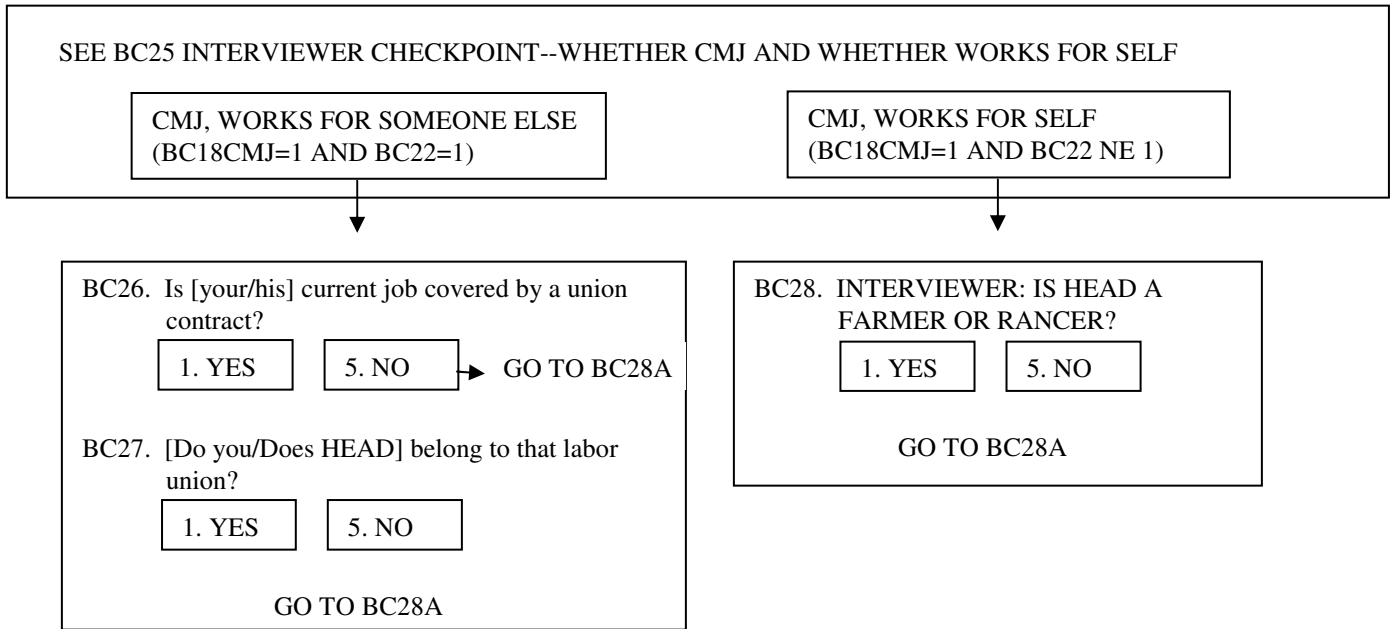 SEE BC25 INTERVIEWER CHECKPOINT--WHETHER CMJ AND WHETHER WORKS FOR SELF
CMJ, WORKS FOR SOMEONE ELSE
(BC18CMJ=1 AND BC22=1)
CMJ, WORKS FOR SELF
(BC18CMJ=1 AND BC22 NE 1)
BC26. Is [your/his] current job covered by a union
contract?
1. YES 5. NO GO TO BC28A
BC27. [Do you/Does HEAD] belong to that labor
union?
1. YES 5. NO
GO TO BC28A
BC28. INTERVIEWER: IS HEAD A
FARMER OR RANCER?
1. YES 5. NO
GO TO BC28A